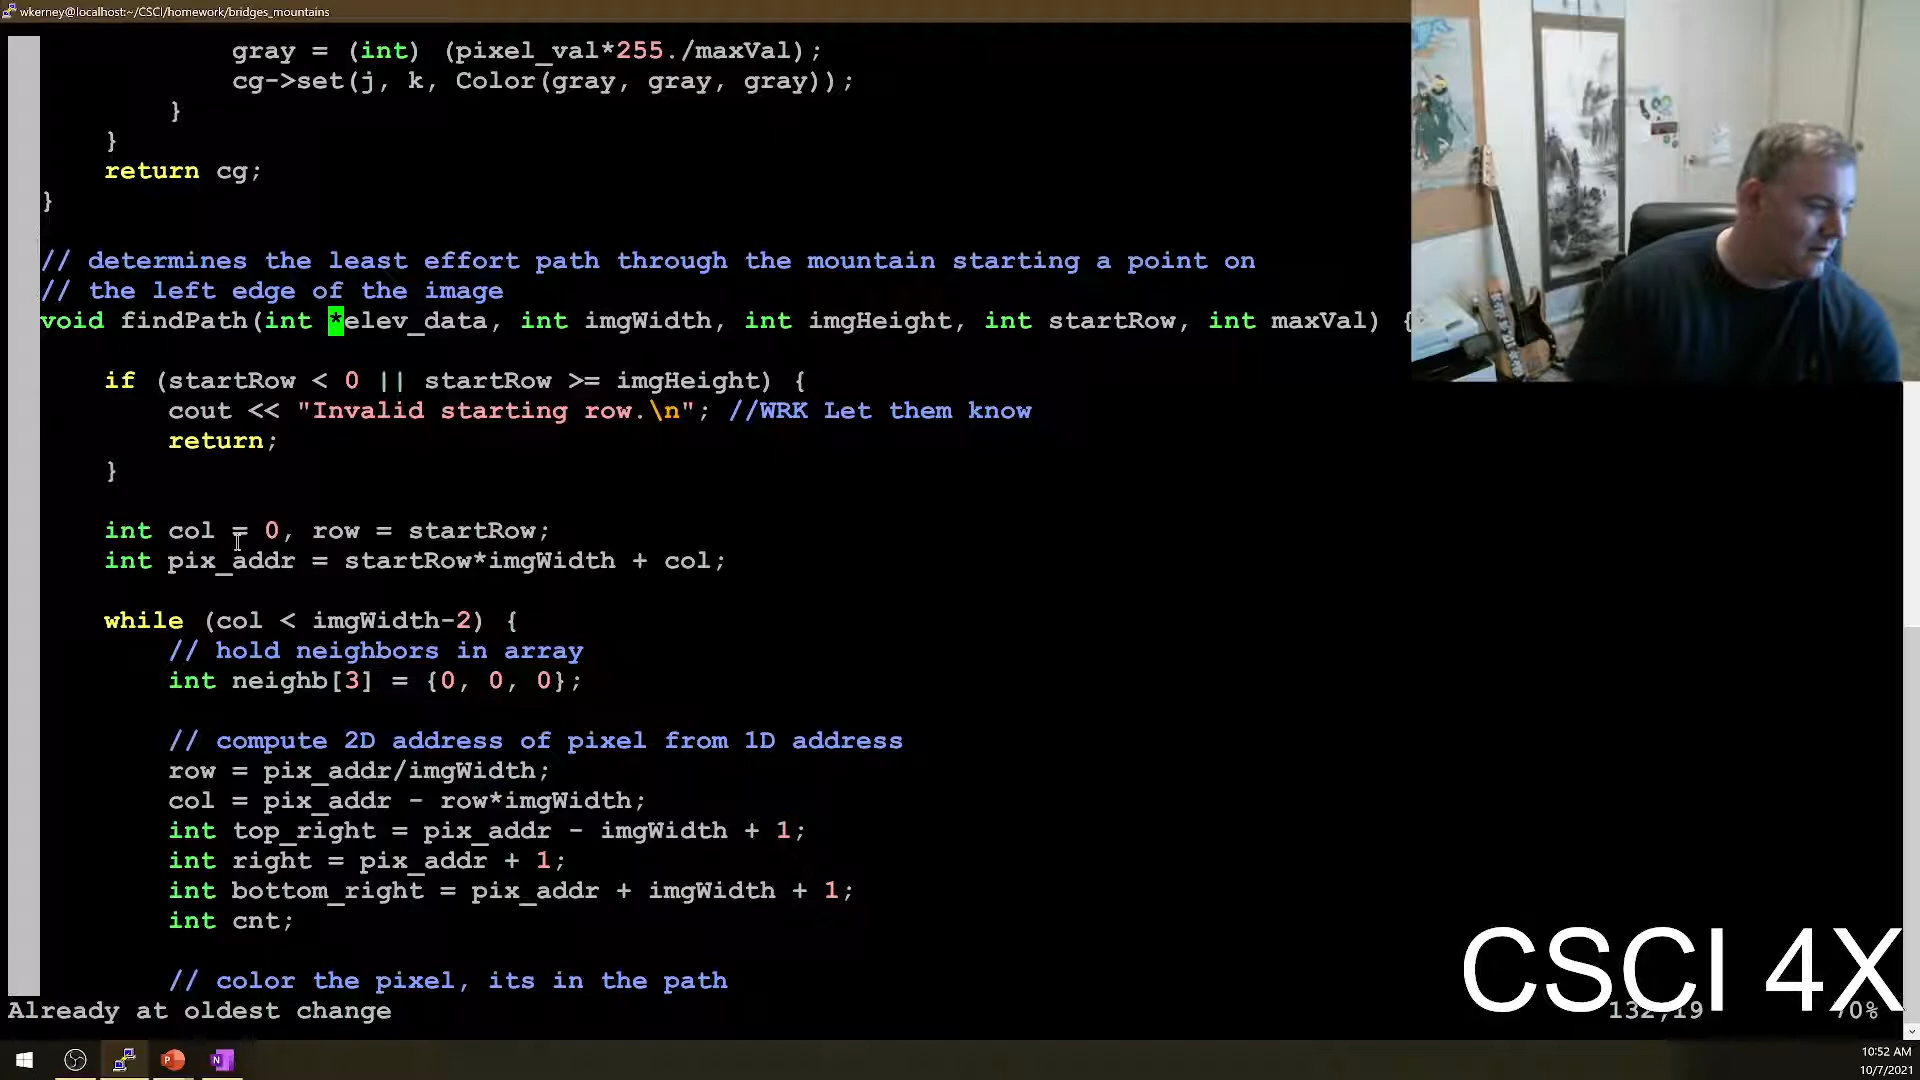 wkerney@localhost:~/CSCI/homework/bridges_mountains
gray = (int) (pixel_val*255./maxVal);
cg->set(j, k, Color(gray, gray, gray));
}
}
return cg;
}
// determines the least effort path through the mountain starting a point on
// the left edge of the image
void findPath(int *elev_data, int imgWidth, int imgHeight, int startRow, int maxVal) {
if (startRow < 0 || startRow >= imgHeight) {
cout << "Invalid starting row.\n"; //WRK Let them know
return;
}
int col = 0, row = startRow;
int pix_addr = startRow*imgWidth + col;
while (col < imgWidth-2) {
// hold neighbors in array
int neighb[3] = {0, 0, 0};
// compute 2D address of pixel from 1D address
row = pix_addr/imgWidth;
col = pix_addr - row*imgWidth;
int top_right = pix_addr - imgWidth + 1;
int right = pix_addr + 1;
int bottom_right = pix_addr + imgWidth + 1;
int cnt;
// color the pixel, its in the path
CSCI 4X
Already at oldest change
132,19
70%
10:52 AM
10/7/2021